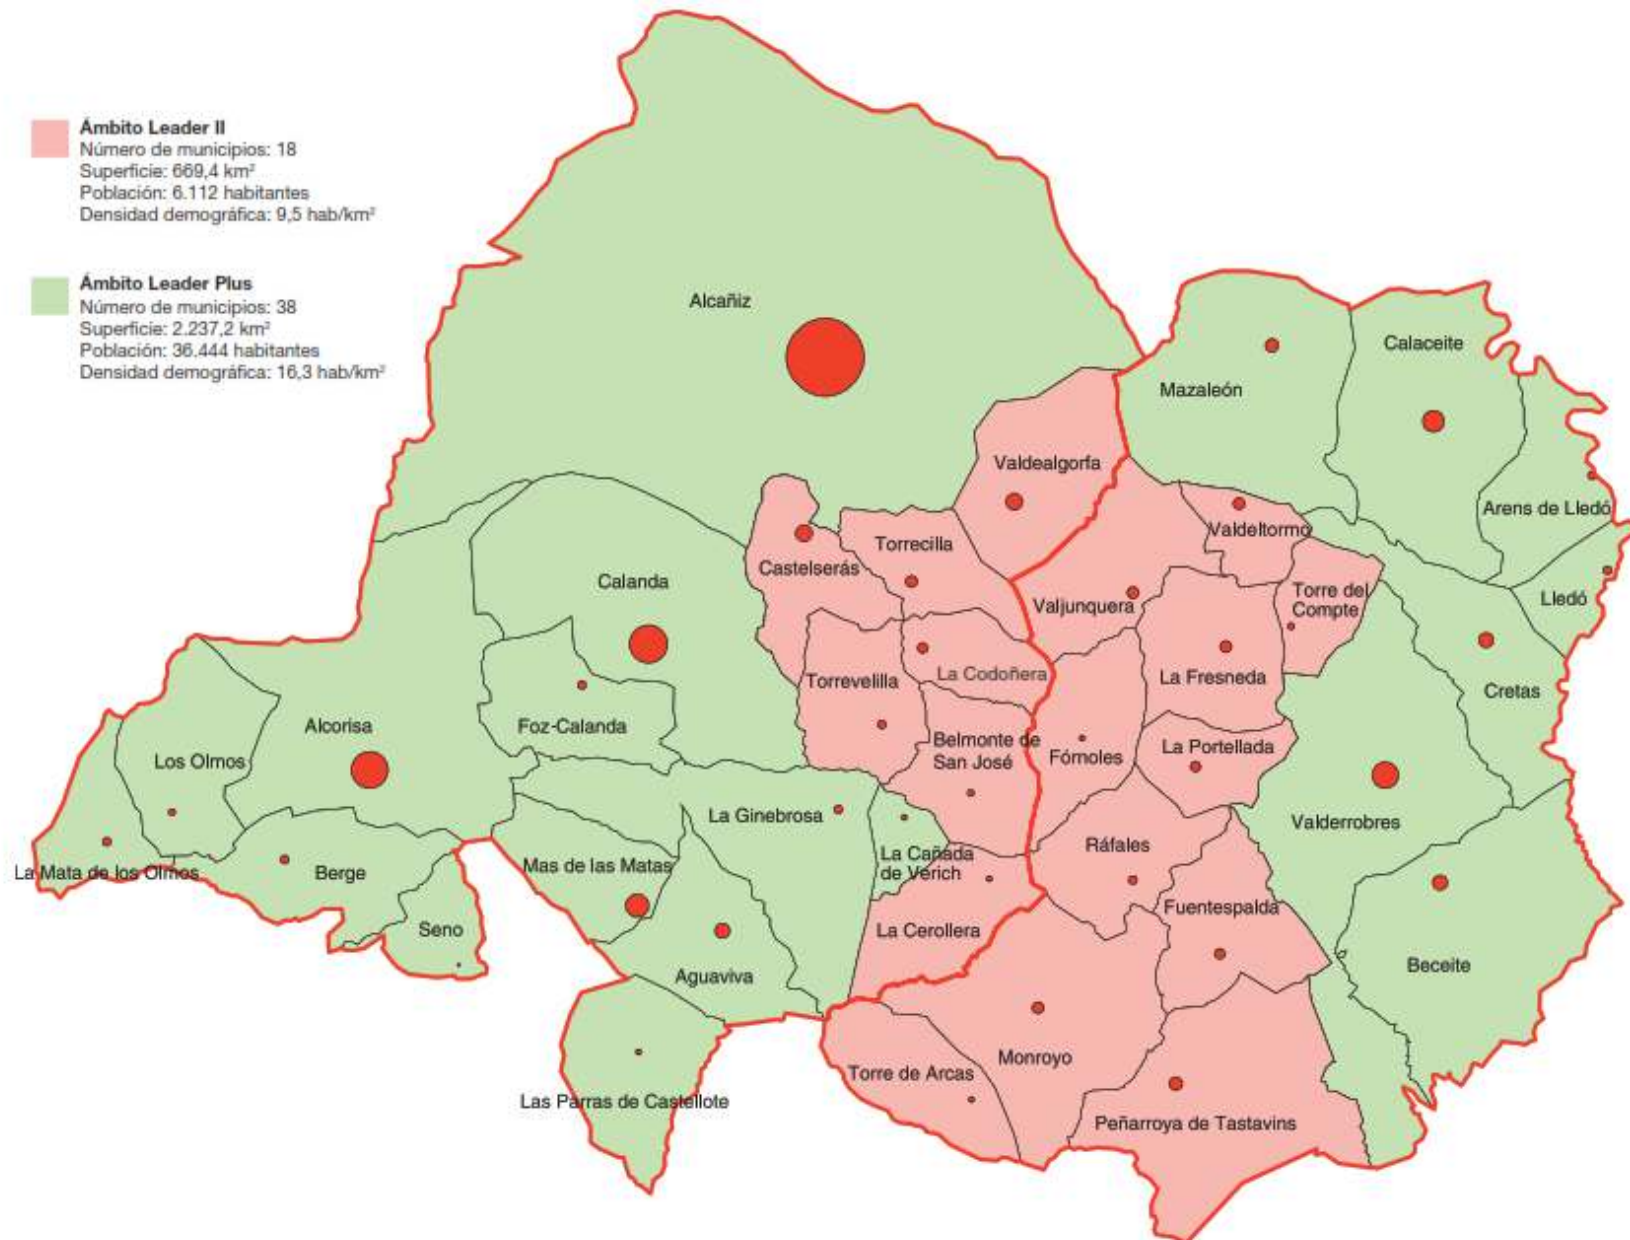 Ámbito Leader II
Número de municipios: 18
Superficie: 669,4 km²
Población: 6.112 habitantes
Densidad demográfica: 9,5 hab/km²
Ámbito Leader Plus
Número de municipios: 38
Superficie: 2.237,2 km²
Población: 36.444 habitantes
Densidad demográfica: 16,3 hab/km²
Alcañiz
Calaceite
Mazaleón
Valdealgorfa
Arens de Lledó
Valdeltormo
Torrecilla
Castelserás
Calanda
Torre del
Compte
Lledó
Valjunquera
La Codoñera
La Fresneda
Torrevelilla
Cretas
Alcorisa
Foz-Calanda
Belmonte de
San José
La Portellada
Fórnoles
Los Olmos
La Ginebrosa
Valderrobres
Ráfales
La Cañada
de Verich
Mas de las Matas
La Mata de los Olmos
Berge
Fuentespalda
Seno
La Cerollera
Beceite
Aguaviva
Monroyo
Torre de Arcas
Las Parras de Castellote
Peñarroya de Tastavins